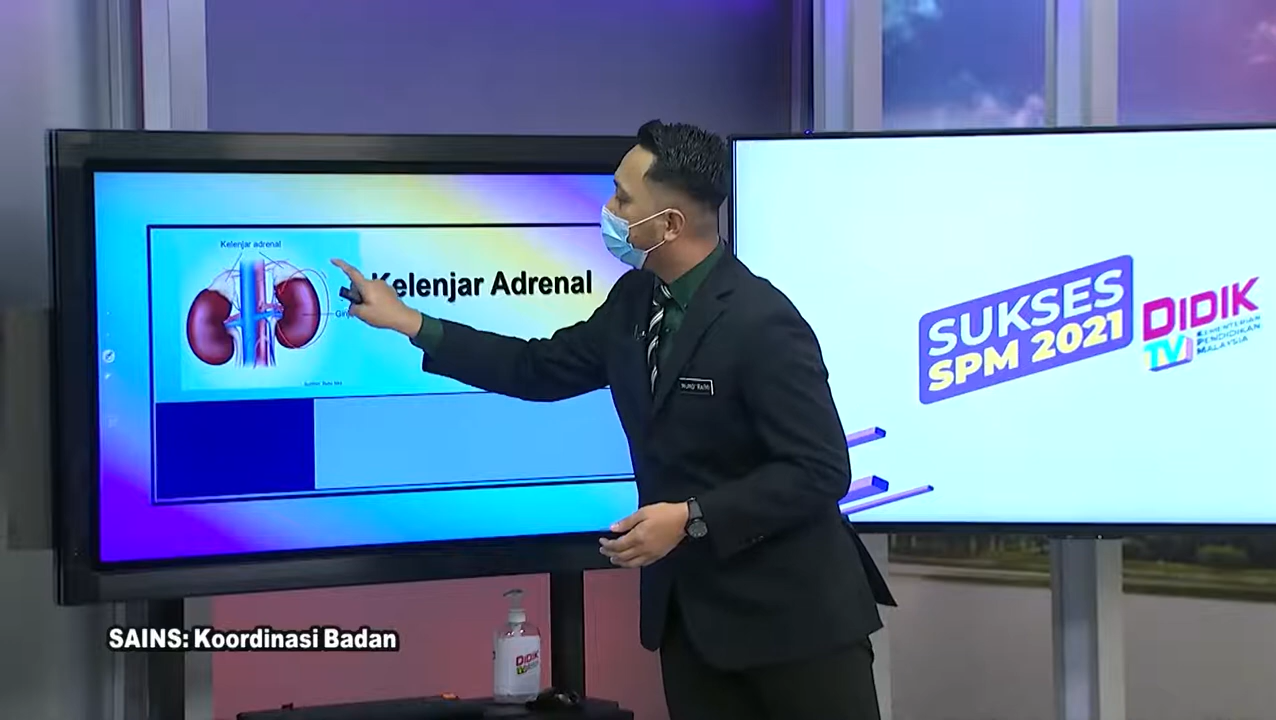 Kelenjar adrenal
Kelenjar Adrenal
SUKSES
SPM 2021
DIDIK
TV
KEMENTERIAN
PENDIDIKAN
MALAYSIA
DIDIK
TV
SAINS: Koordinasi Badan